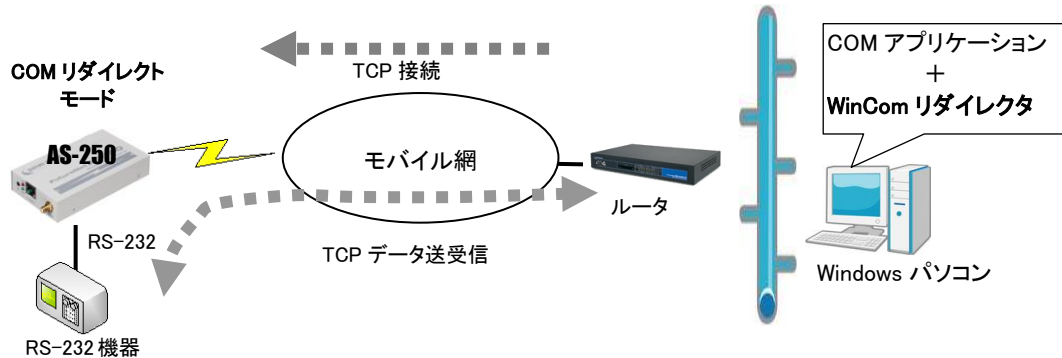 COM リダイレクト
モード
AS-250
RS-232
RS-232 機器
TCP 接続
モバイル網
TCP データ送受信
ルータ
COM アプリケーション
+
WinCom リダイレクタ
Windows パソコン